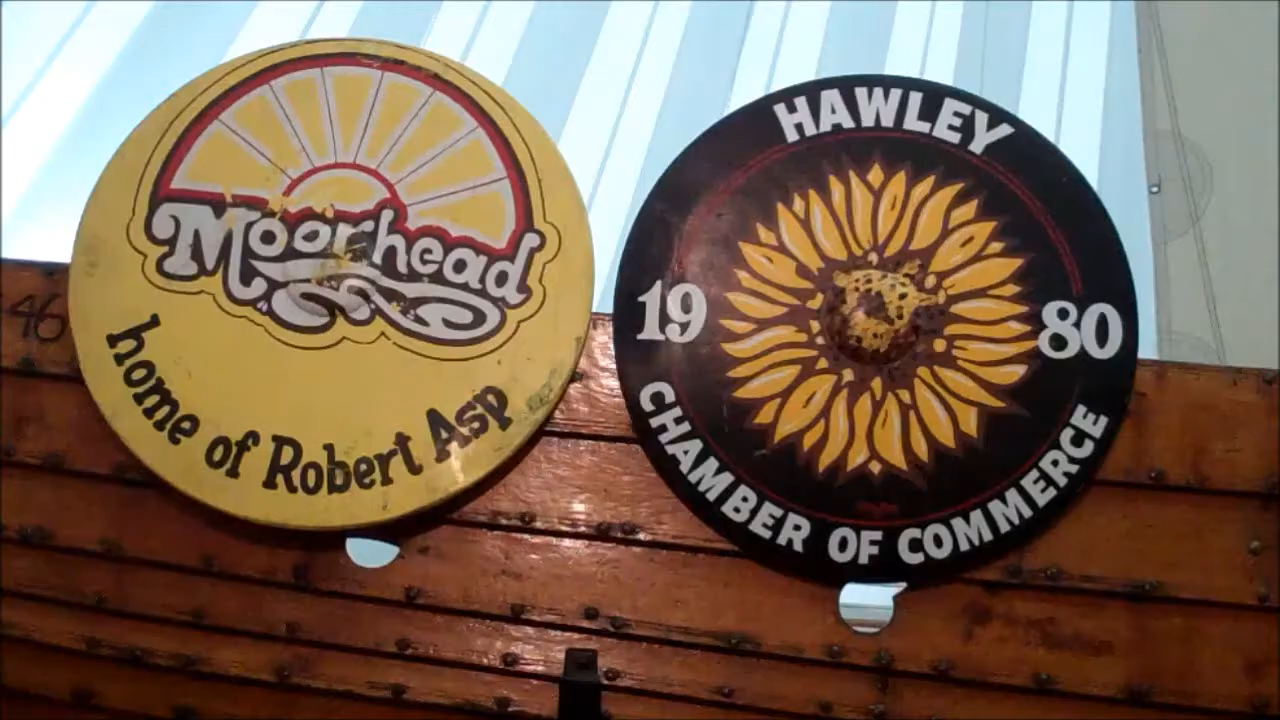 46
Moorhead
home of Robert Asp
HAWLEY
19 80
CHAMBER OF COMMERCE